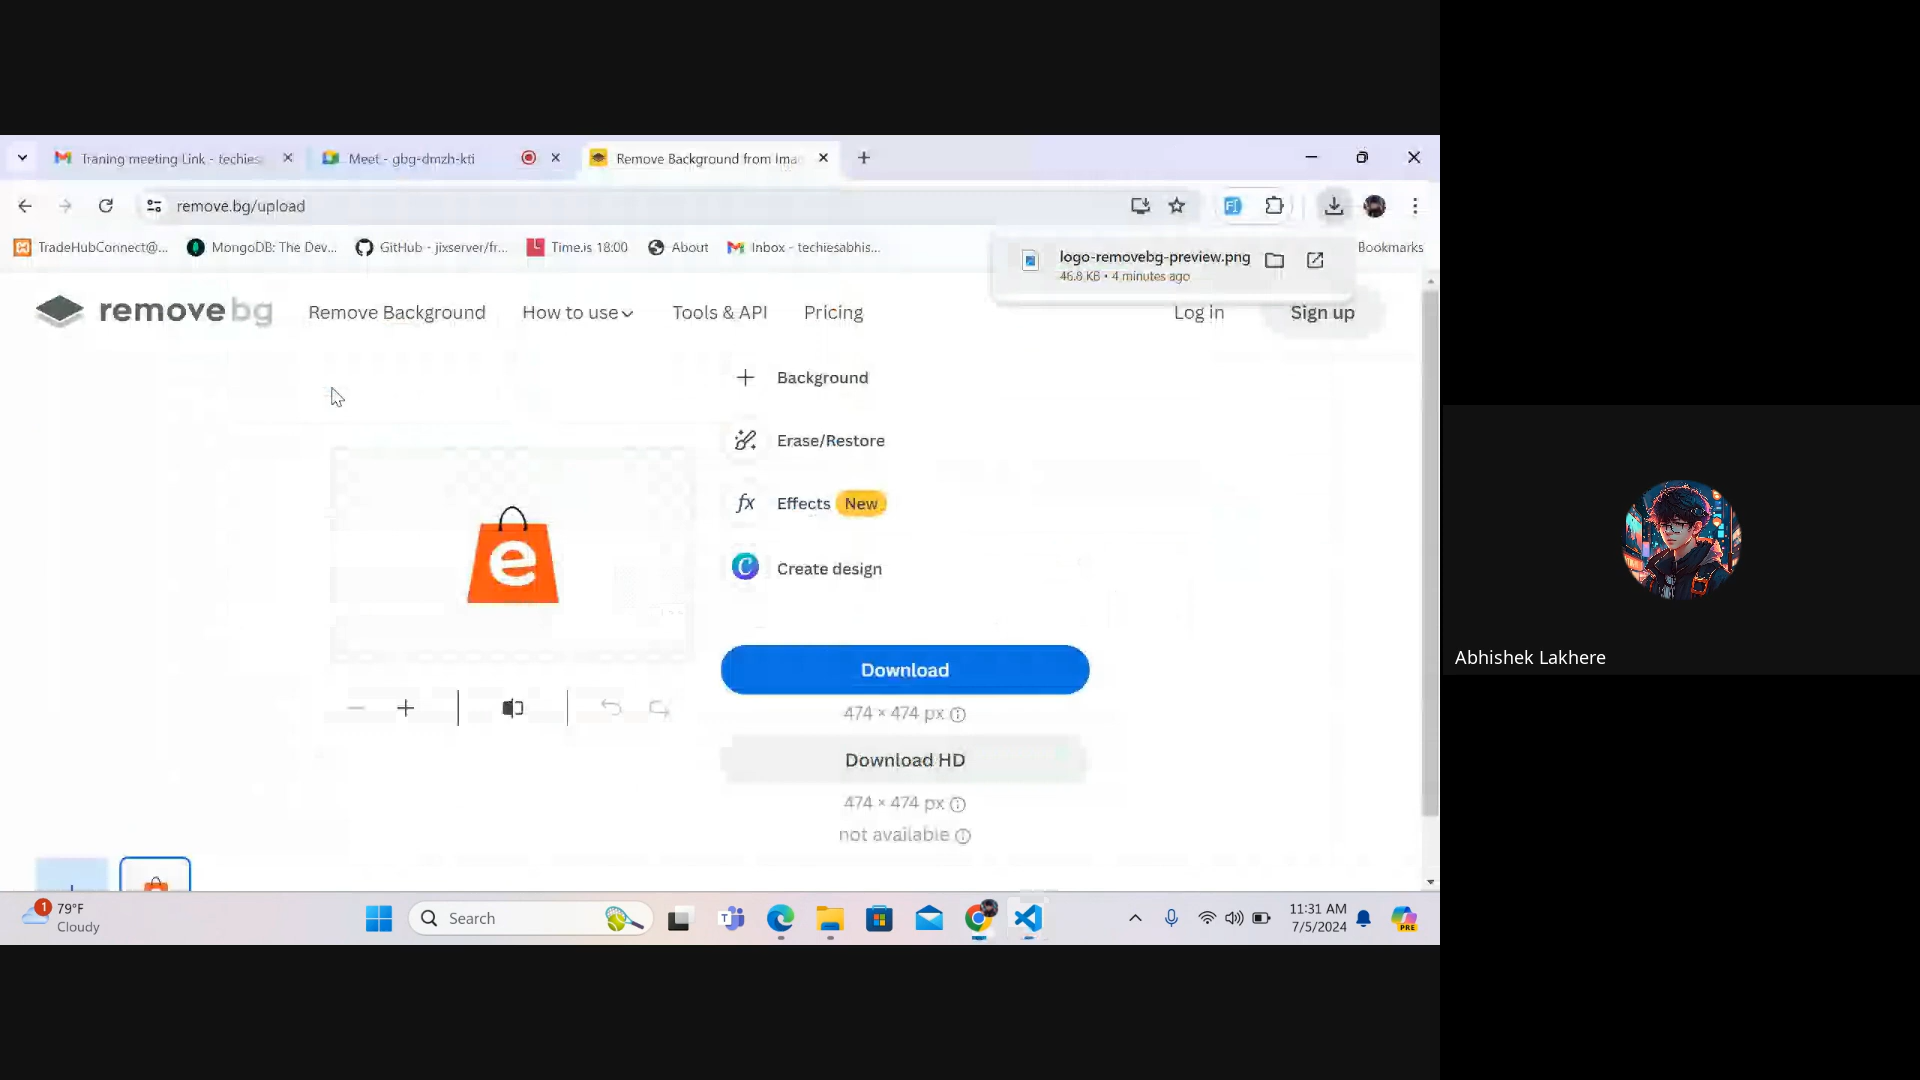 Traning meeting Link - techies
Meet - gbg-dmzh-kti
Remove Background from Ima
remove.bg/upload
TradeHubConnect@...
MongoDB: The Dev...
GitHub - jixserver/fr...
Time.is 18:00
About
Inbox - techiesabhis...
Bookmarks
logo-removebg-preview.png
46.8 KB • 4 minutes ago
removebg
Remove Background
How to use
Tools & API
Pricing
Log in
Sign up
Background
Erase/Restore
fx Effects New
C Create design
e
Download
474 × 474 px
Download HD
474 × 474 px
not available
Abhishek Lakhere
1
79°F
Cloudy
Search
T
PRE
11:31 AM
7/5/2024